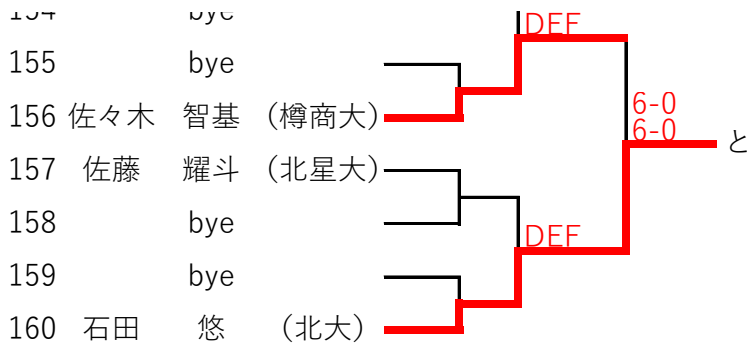 154 bye
DEF
155 bye
6-0
156 佐々木 智基 (樽商大)
6-0
と
157 佐藤 耀斗 (北星大)
158 bye
DEF
159 bye
160 石田 悠 (北大)